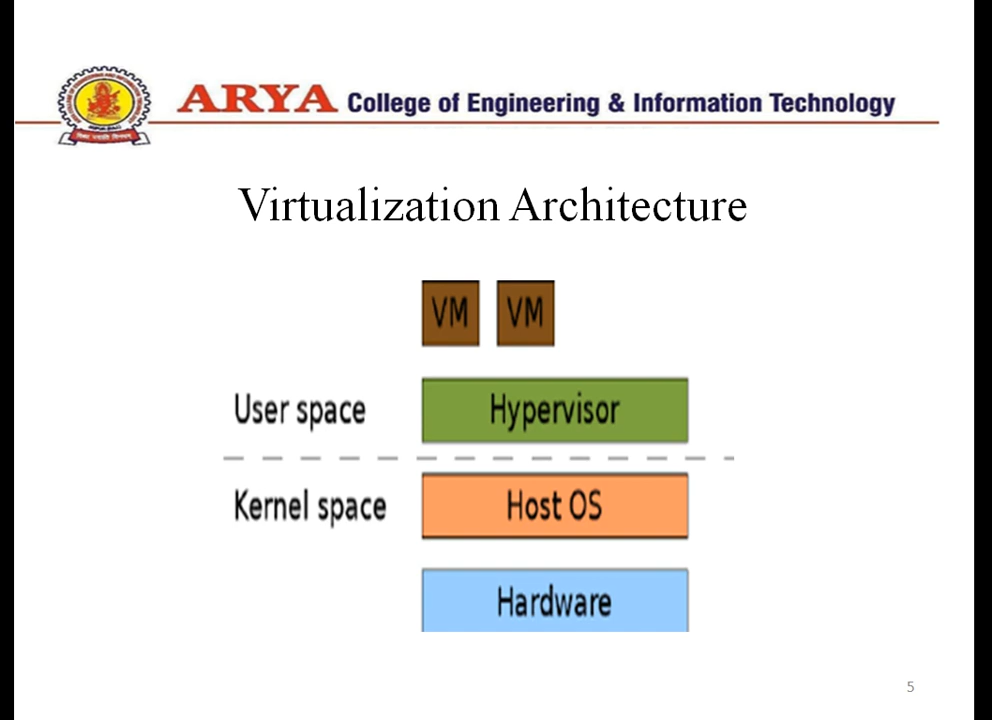 ARYA College of Engineering & Information Technology
Virtualization Architecture
VM VM
User space Hypervisor
Kernel space Host OS
Hardware
5